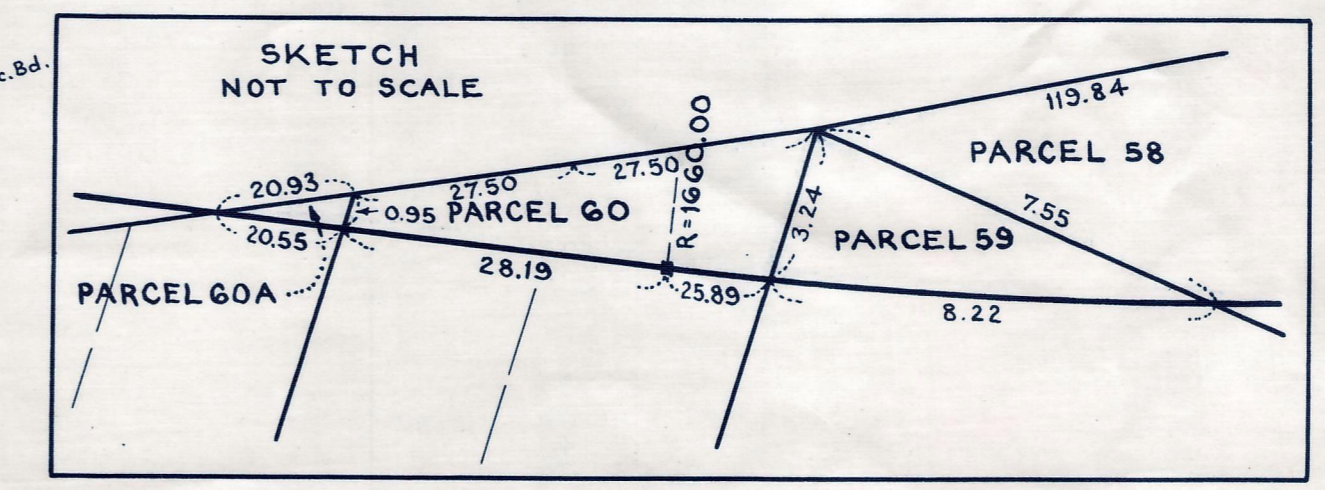 c.Bd.
SKETCH
NOT TO SCALE
119.84
PARCEL 58
R=1660.00
27.50
27.50
20.93
0.95
PARCEL 60
7.55
3.24
PARCEL 59
20.55
28.19
PARCEL 60A
25.89
8.22